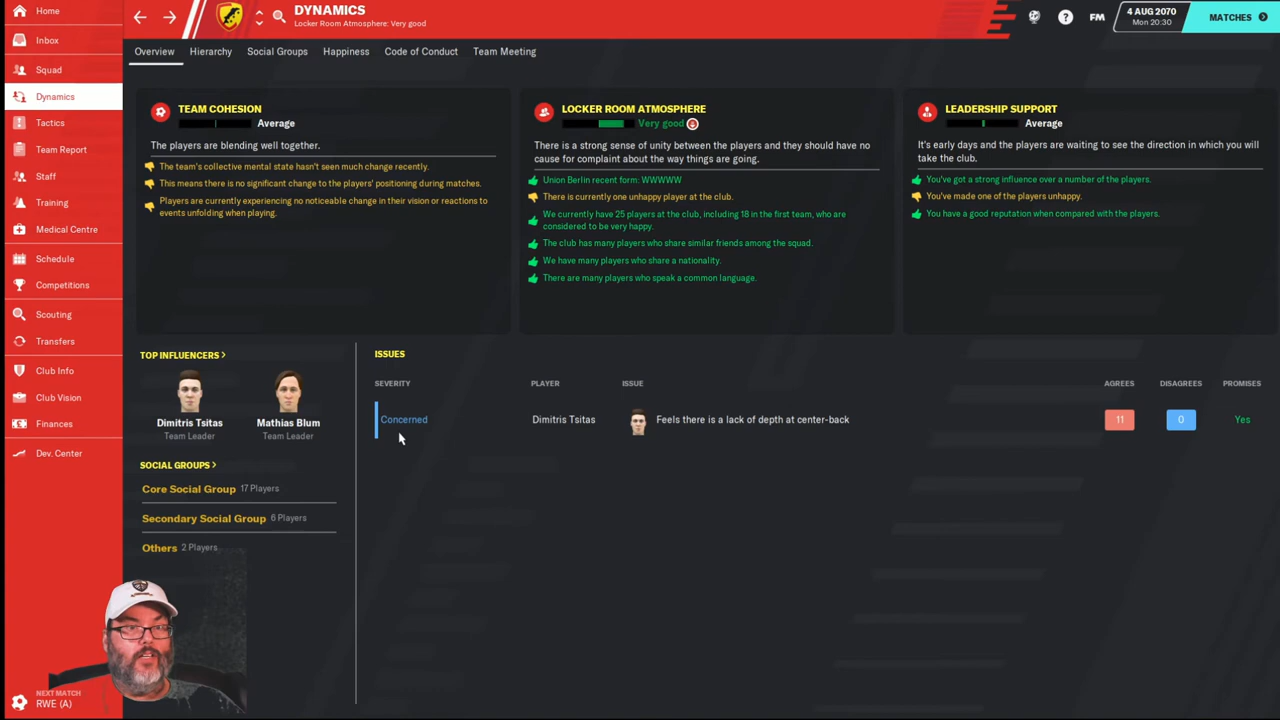 Home
Inbox
Squad
Dynamics
Tactics
Team Report
Staff
Training
Medical Centre
Schedule
Competitions
Scouting
Transfers
Club Info
Club Vision
Finances
Dev. Center
NEXT MATCH
RWE (A)
DYNAMICS
Locker Room Atmosphere: Very good
?
FM
4 AUG 2070
Mon 20:30
MATCHES
Overview
Hierarchy
Social Groups
Happiness
Code of Conduct
Team Meeting
TEAM COHESION
Average
The players are blending well together.
The team's collective mental state hasn't seen much change recently.
This means there is no significant change to the players' positioning during matches.
Players are currently experiencing no noticeable change in their vision or reactions to
events unfolding when playing.
LOCKER ROOM ATMOSPHERE
Very good
There is a strong sense of unity between the players and they should have no
cause for complaint about the way things are going.
Union Berlin recent form: WWWWW
There is currently one unhappy player at the club.
We currently have 25 players at the club, including 18 in the first team, who are
considered to be very happy.
The club has many players who share similar friends among the squad.
We have many players who share a nationality.
There are many players who speak a common language.
LEADERSHIP SUPPORT
Average
It's early days and the players are waiting to see the direction in which you will
take the club.
You've got a strong influence over a number of the players.
You've made one of the players unhappy.
You have a good reputation when compared with the players.
TOP INFLUENCERS >
Dimitris Tsitas
Team Leader
Mathias Blum
Team Leader
SOCIAL GROUPS >
Core Social Group 17 Players
Secondary Social Group 6 Players
Others 2 Players
ISSUES
SEVERITY PLAYER ISSUE AGREES DISAGREES PROMISES
Concerned Dimitris Tsitas Feels there is a lack of depth at center-back 11 0 Yes